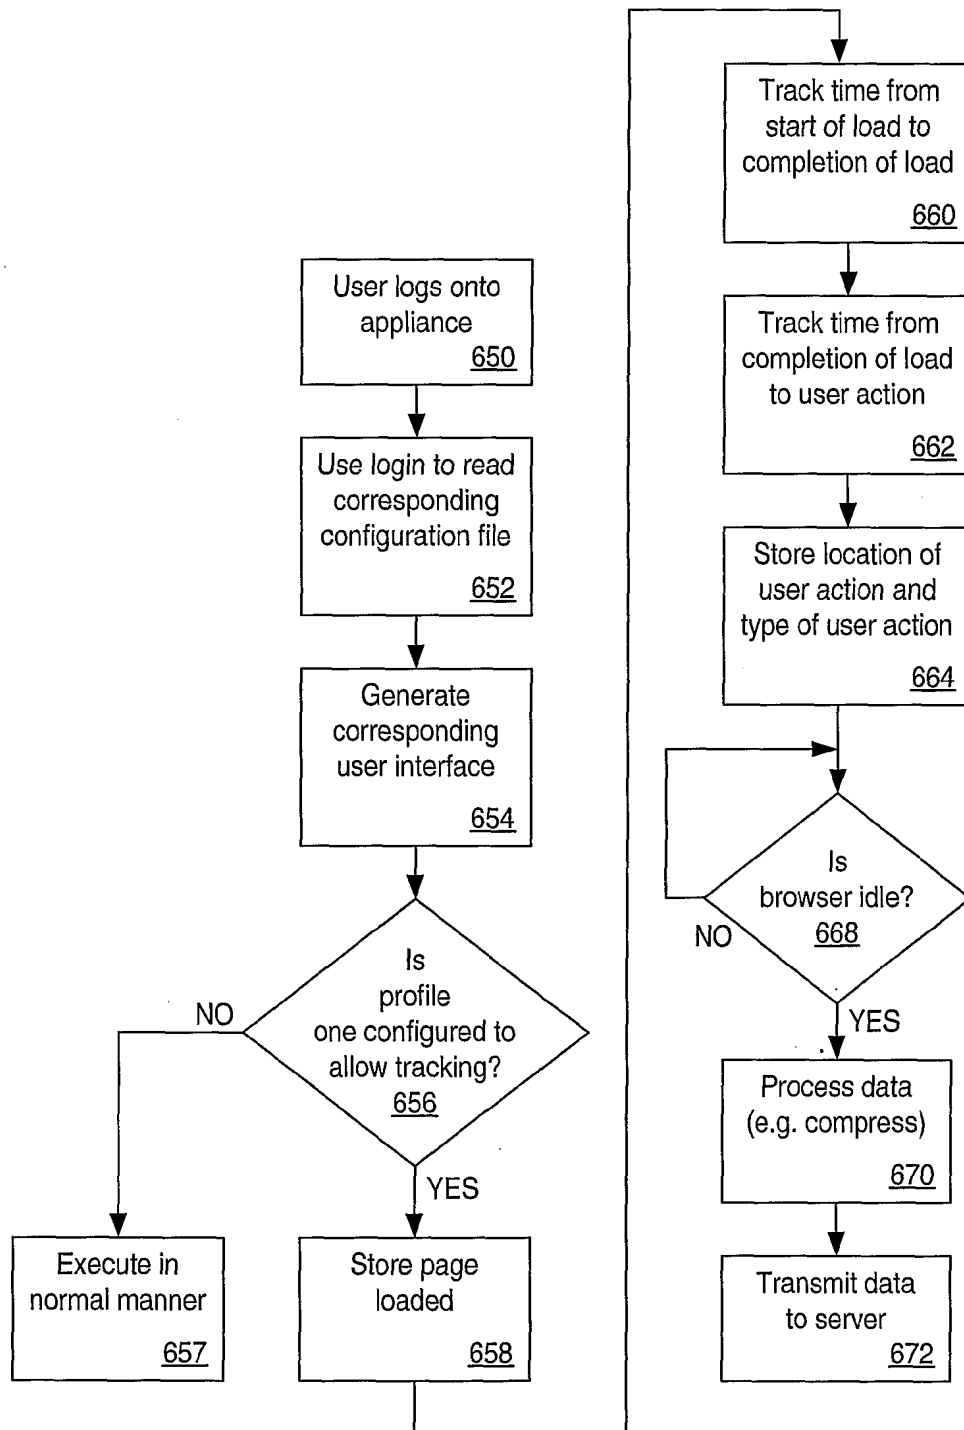 User logs onto
appliance
650
Use login to read
corresponding
configuration file
652
Generate
corresponding
user interface
654
Is
profile
one configured to
allow tracking?
656
NO
YES
Execute in
normal manner
657
Store page
loaded
658
Track time from
start of load to
completion of load
660
Track time from
completion of load
to user action
662
Store location of
user action and
type of user action
664
Is
browser idle?
668
NO
YES
Process data
(e.g. compress)
670
Transmit data
to server
672